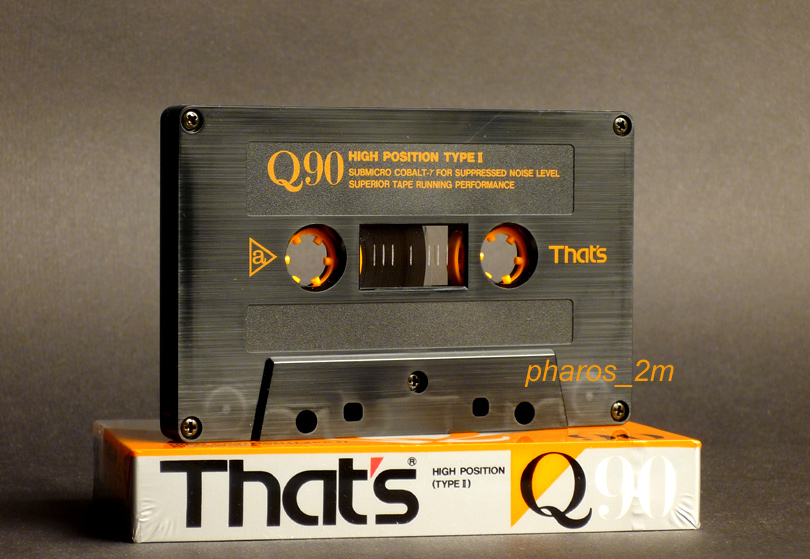 Q90 HIGH POSITION TYPE II
SUBMICRO COBALT-γ FOR SUPPRESSED NOISE LEVEL
SUPERIOR TAPE RUNNING PERFORMANCE
a
That's
pharos_2m
That's®
HIGH POSITION
(TYPE II)
Q90